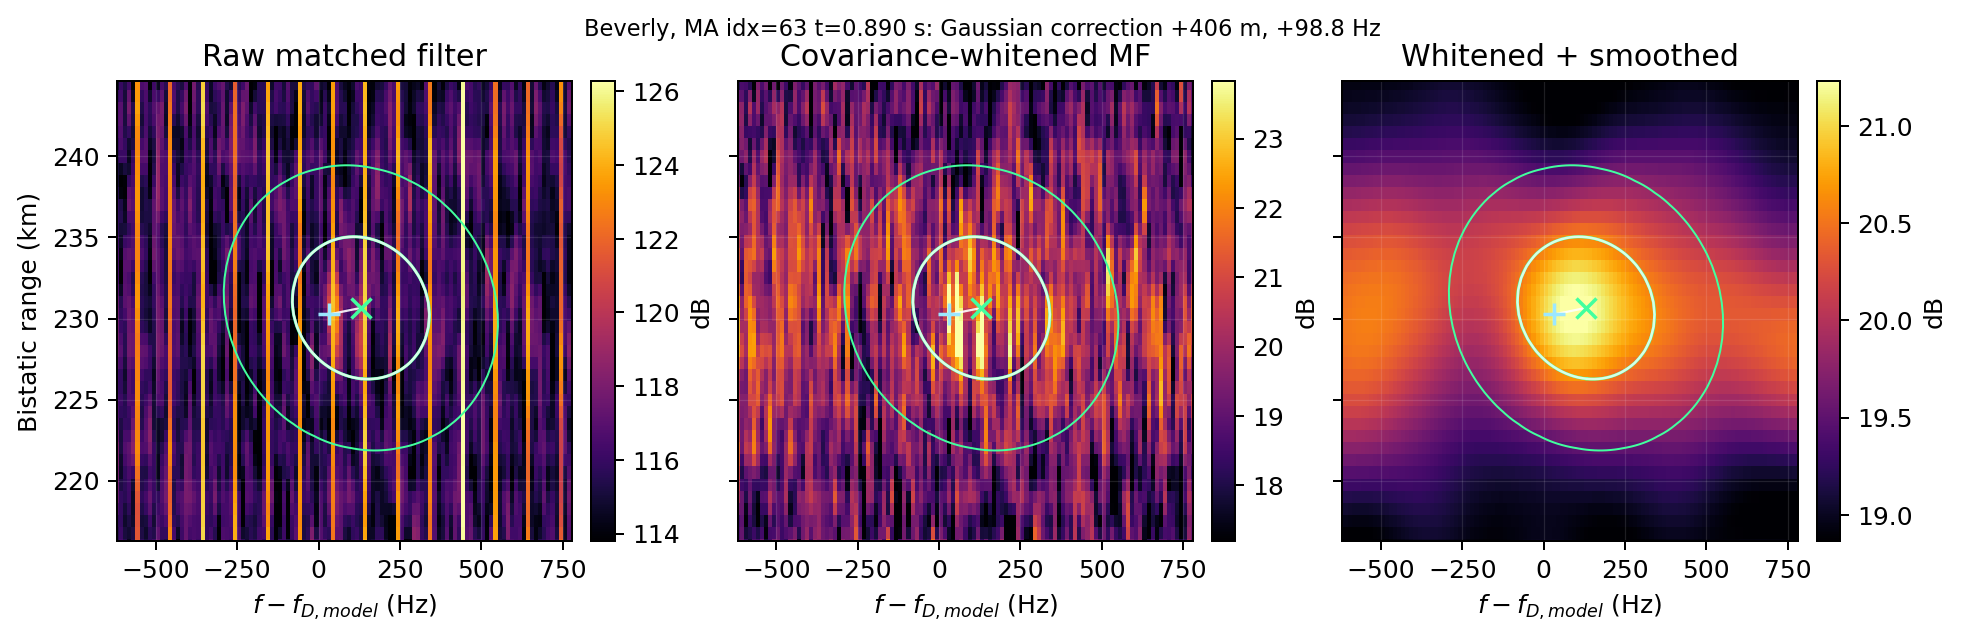 Beverly, MA idx=63 t=0.890 s: Gaussian correction +406 m, +98.8 Hz
Raw matched filter
Covariance-whitened MF
Whitened + smoothed
Bistatic range (km)
240
235
230
225
220
−500 −250 0 250 500 750
f − f_{D, model} (Hz)
126
124
122
120
118
116
114
dB
−500 −250 0 250 500 750
f − f_{D, model} (Hz)
23
22
21
20
19
18
dB
−500 −250 0 250 500 750
f − f_{D, model} (Hz)
21.0
20.5
20.0
19.5
19.0
dB